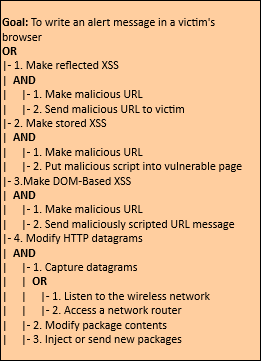 Goal: To write an alert message in a victim's
browser
OR
|- 1. Make reflected XSS
| AND
| |- 1. Make malicious URL
| |- 2. Send malicious URL to victim
|- 2. Make stored XSS
| AND
| |- 1. Make malicious URL
| |- 2. Put malicious script into vulnerable page
|- 3.Make DOM-Based XSS
| AND
| |- 1. Make malicious URL
| |- 2. Send maliciously scripted URL message
|- 4. Modify HTTP datagrams
| AND
| |- 1. Capture datagrams
| | OR
| | |- 1. Listen to the wireless network
| | |- 2. Access a network router
| |- 2. Modify package contents
| |- 3. Inject or send new packages